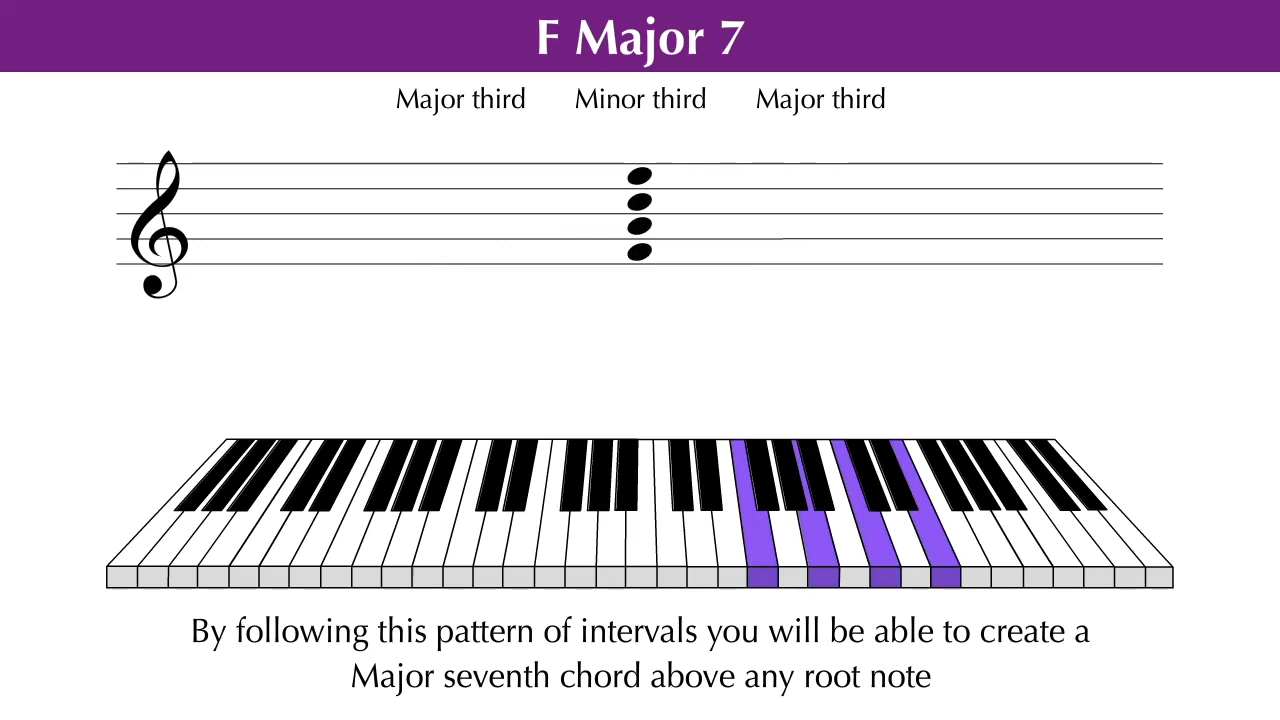 F Major 7
Major third Minor third Major third
By following this pattern of intervals you will be able to create a
Major seventh chord above any root note